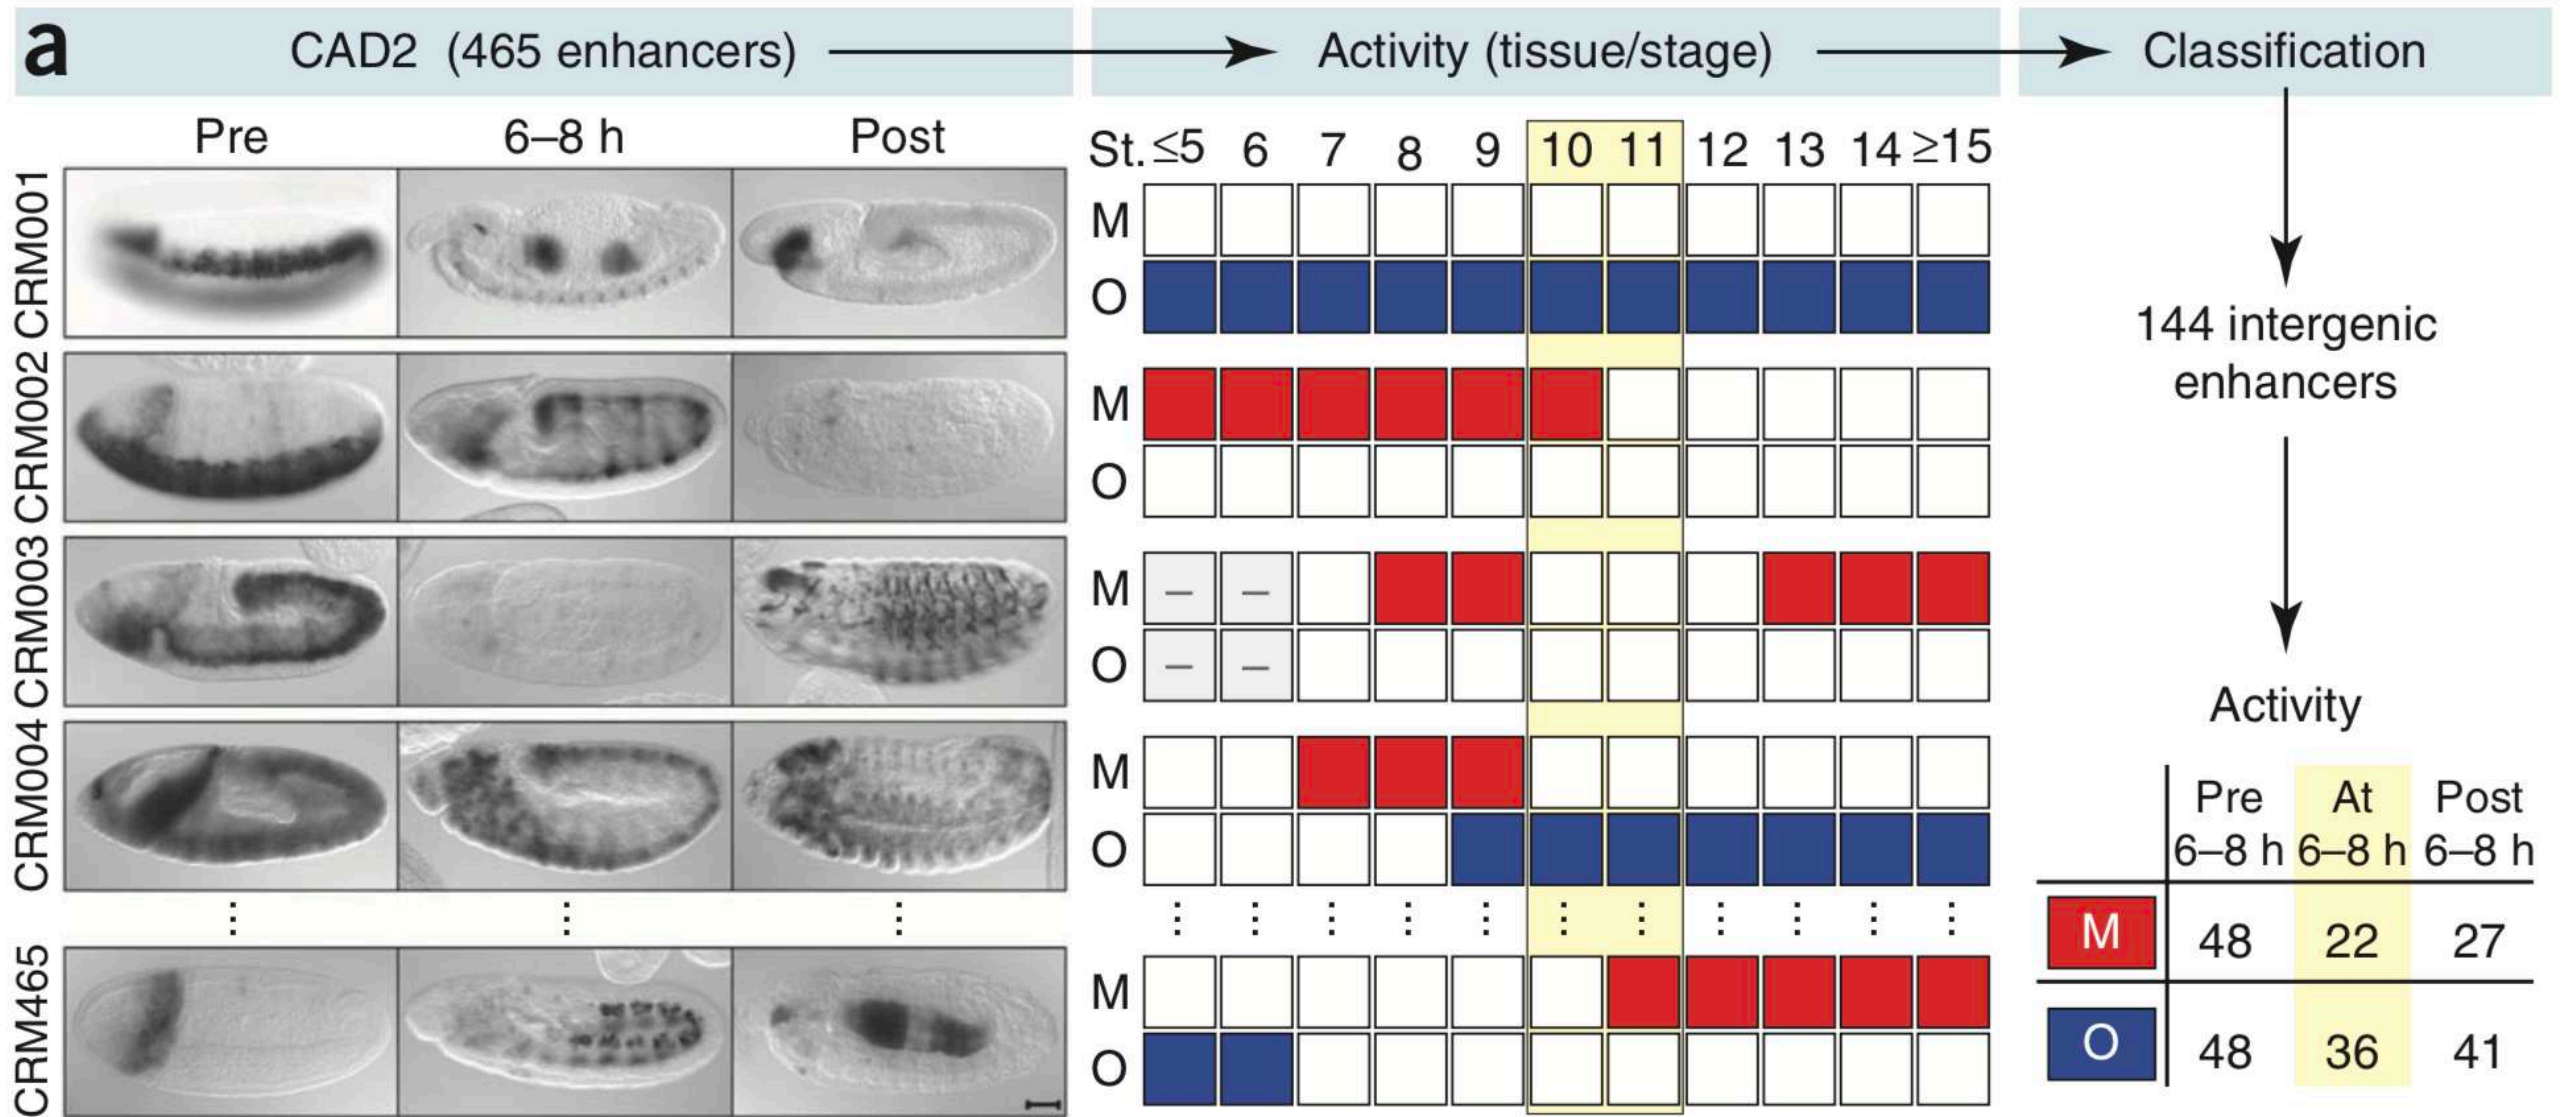 a
CAD2 (465 enhancers)
Activity (tissue/stage)
Classification
Pre 6–8 h Post
St. ≤5 6 7 8 9 10 11 12 13 14 ≥15
CRM001
M
O
CRM002
M
O
CRM003
M – –
O – –
CRM004
M
O
CRM465
M
O
144 intergenic
enhancers
Activity
Pre At Post
6–8 h 6–8 h 6–8 h
M 48 22 27
O 48 36 41